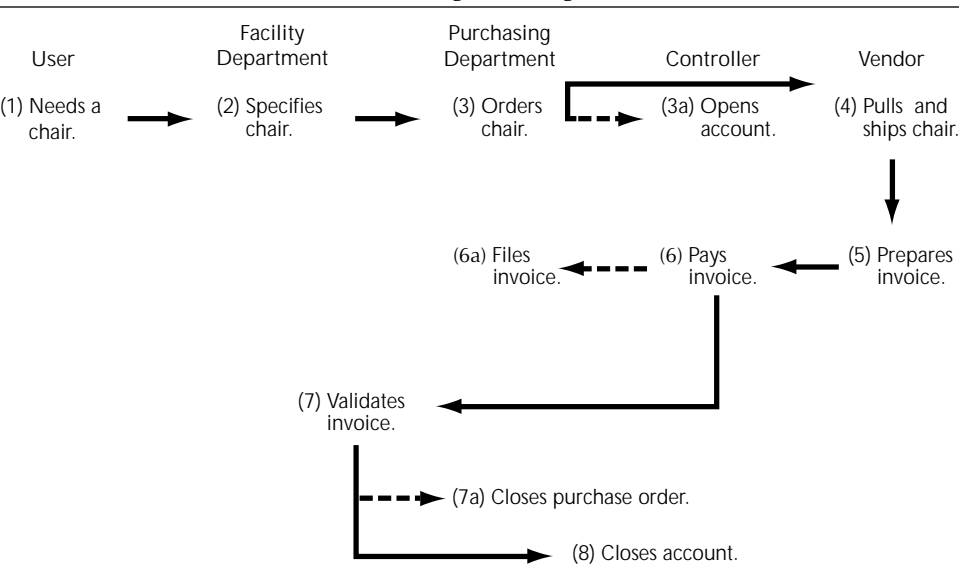 User
Facility
Department
Purchasing
Department
Controller
Vendor
(1) Needs a
chair.
(2) Specifies
chair.
(3) Orders
chair.
(3a) Opens
account.
(4) Pulls and
ships chair.
(6a) Files
invoice.
(6) Pays
invoice.
(5) Prepares
invoice.
(7) Validates
invoice.
(7a) Closes purchase order.
(8) Closes account.